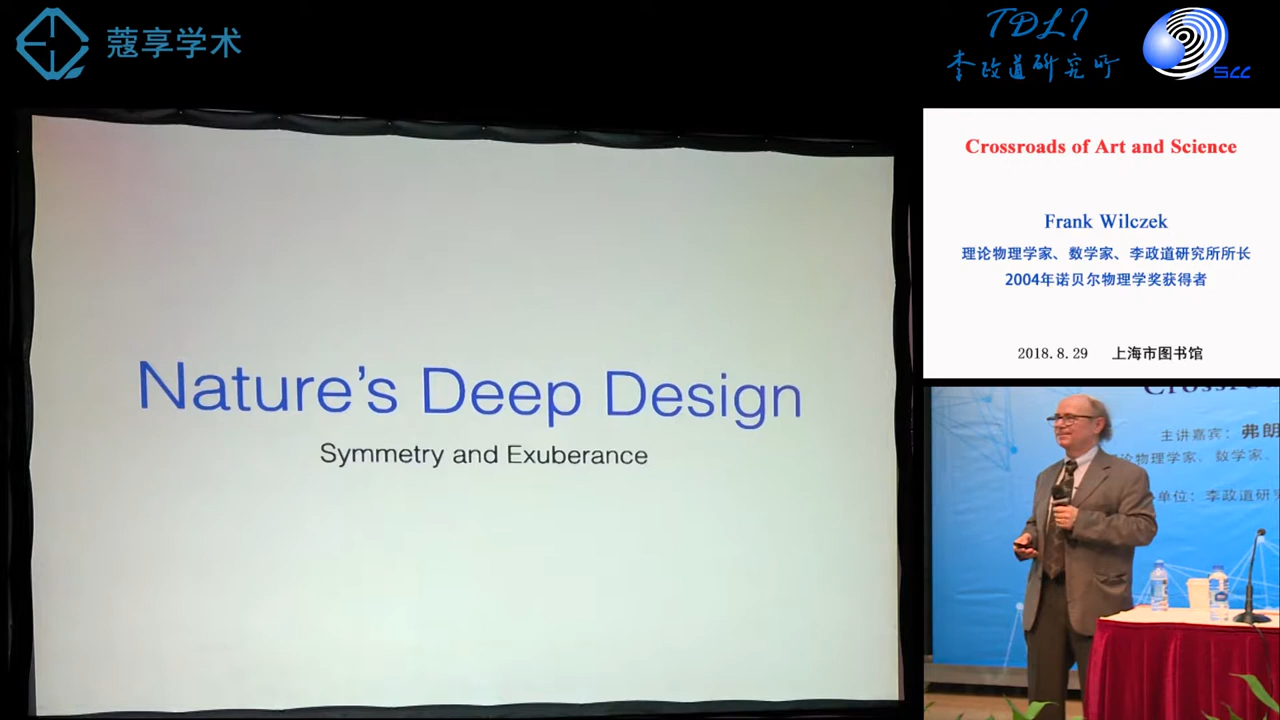 蔻享学术
TDLI
李政道研究所
SCC
Nature's Deep Design
Symmetry and Exuberance
Crossroads of Art and Science
Frank Wilczek
理论物理学家、数学家、李政道研究所所长
2004年诺贝尔物理学奖获得者
2018.8.29 上海市图书馆
主讲嘉宾：弗朗
论物理学家、数学家、
单位：李政道研究